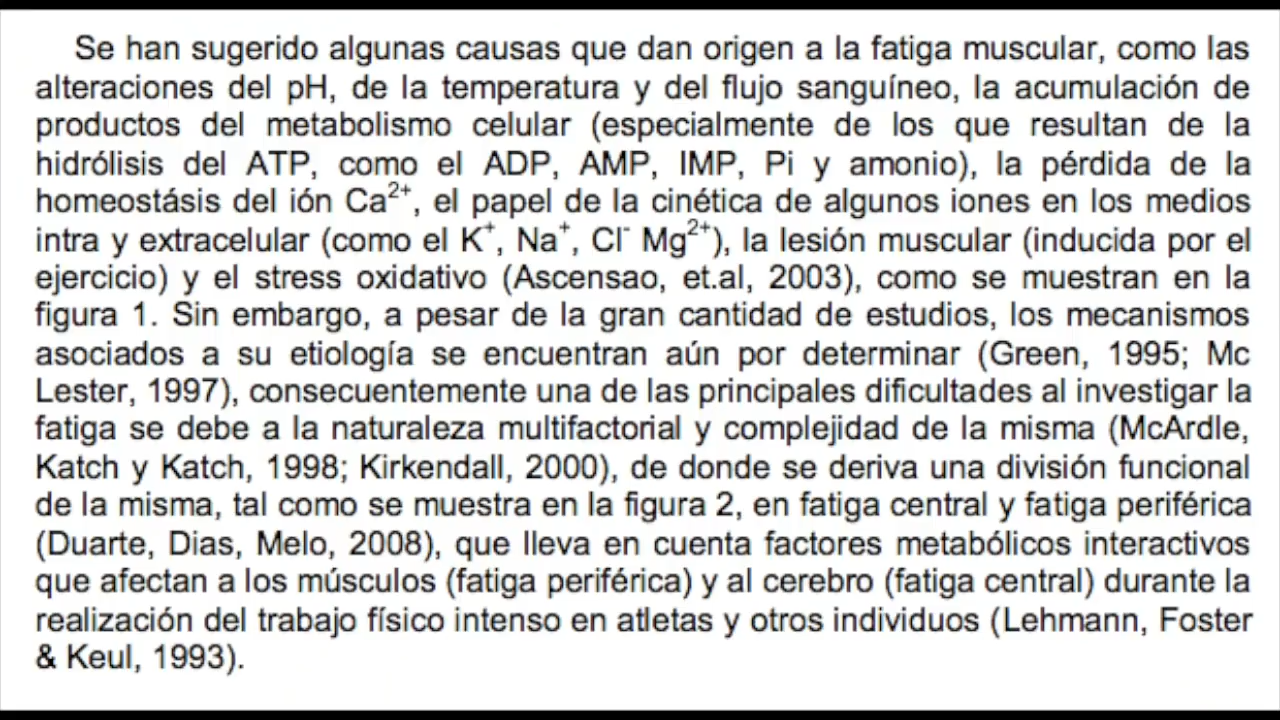 Se han sugerido algunas causas que dan origen a la fatiga muscular, como las
alteraciones del pH, de la temperatura y del flujo sanguíneo, la acumulación de
productos del metabolismo celular (especialmente de los que resultan de la
hidrólisis del ATP, como el ADP, AMP, IMP, Pi y amonio), la pérdida de la
homeostásis del ión Ca²⁺, el papel de la cinética de algunos iones en los medios
intra y extracelular (como el K⁺, Na⁺, Cl⁻ Mg²⁺), la lesión muscular (inducida por el
ejercicio) y el stress oxidativo (Ascensao, et.al, 2003), como se muestran en la
figura 1. Sin embargo, a pesar de la gran cantidad de estudios, los mecanismos
asociados a su etiología se encuentran aún por determinar (Green, 1995; Mc
Lester, 1997), consecuentemente una de las principales dificultades al investigar la
fatiga se debe a la naturaleza multifactorial y complejidad de la misma (McArdle,
Katch y Katch, 1998; Kirkendall, 2000), de donde se deriva una división funcional
de la misma, tal como se muestra en la figura 2, en fatiga central y fatiga periférica
(Duarte, Dias, Melo, 2008), que lleva en cuenta factores metabólicos interactivos
que afectan a los músculos (fatiga periférica) y al cerebro (fatiga central) durante la
realización del trabajo físico intenso en atletas y otros individuos (Lehmann, Foster
& Keul, 1993).